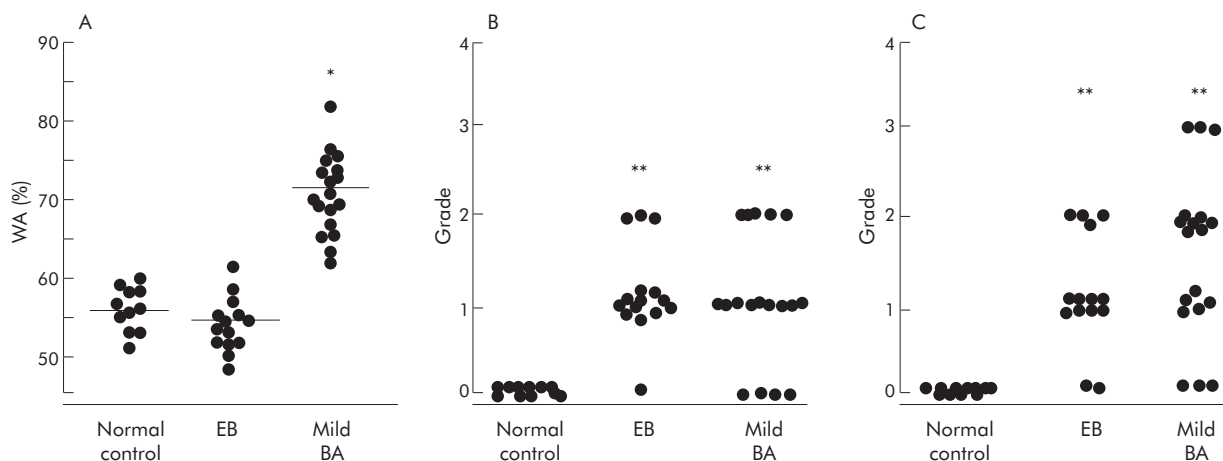 A
WA (%)
90
80
70
60
50
*
Normal
control
EB
Mild
BA
B
Grade
4
3
2
1
0
**
**
Normal
control
EB
Mild
BA
C
Grade
4
3
2
1
0
**
**
Normal
control
EB
Mild
BA